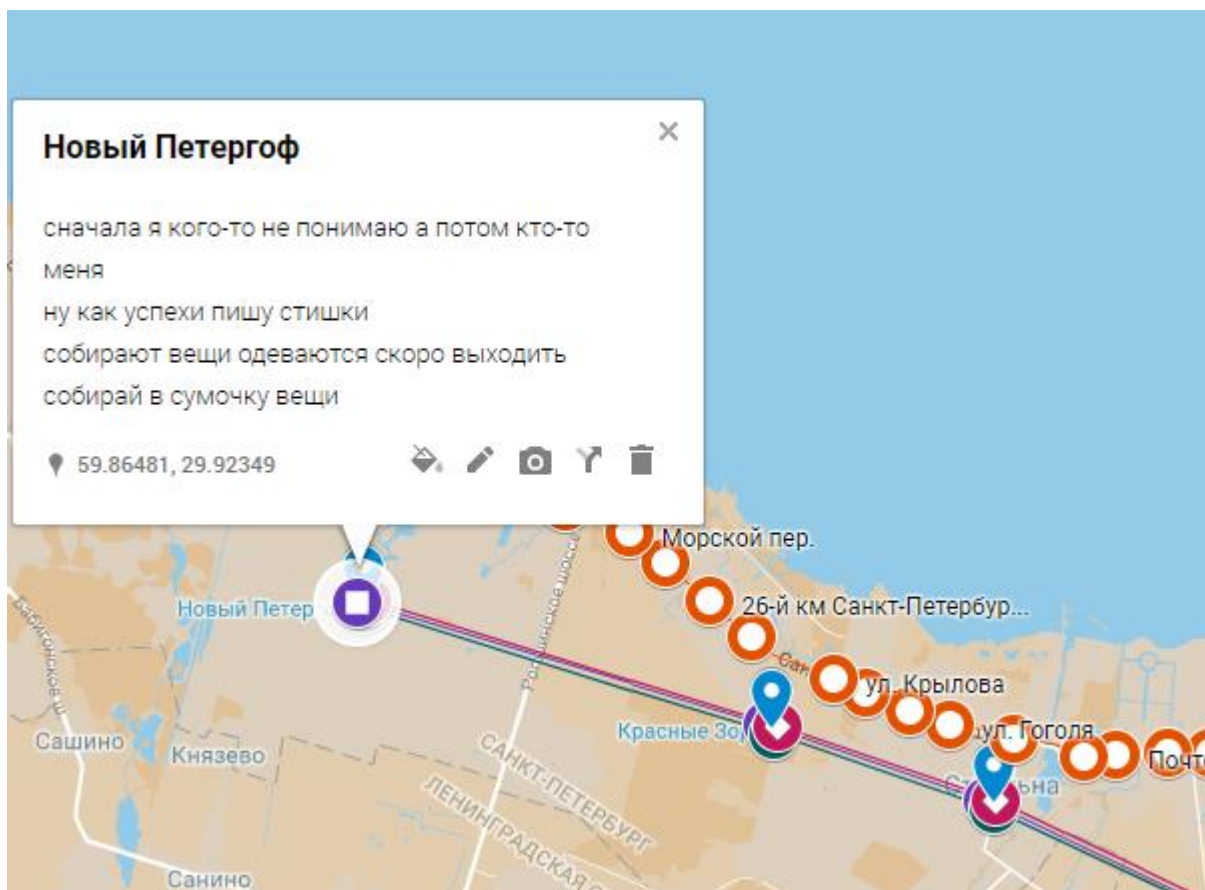 Новый Петергоф
сначала я кого-то не понимаю а потом кто-то
меня
ну как успехи пишу стишки
собирают вещи одеваются скоро выходить
собирай в сумочку вещи
59.86481, 29.92349
Морской пер.
26-й км Санкт-Петербур...
Новый Петер
ул. Крылова
Красные Зо
ул. Гоголя
Сашино
Князево
САНКТ-ПЕТЕРБУРГ
ЛЕНИНГРАДСКАЯ
Санино